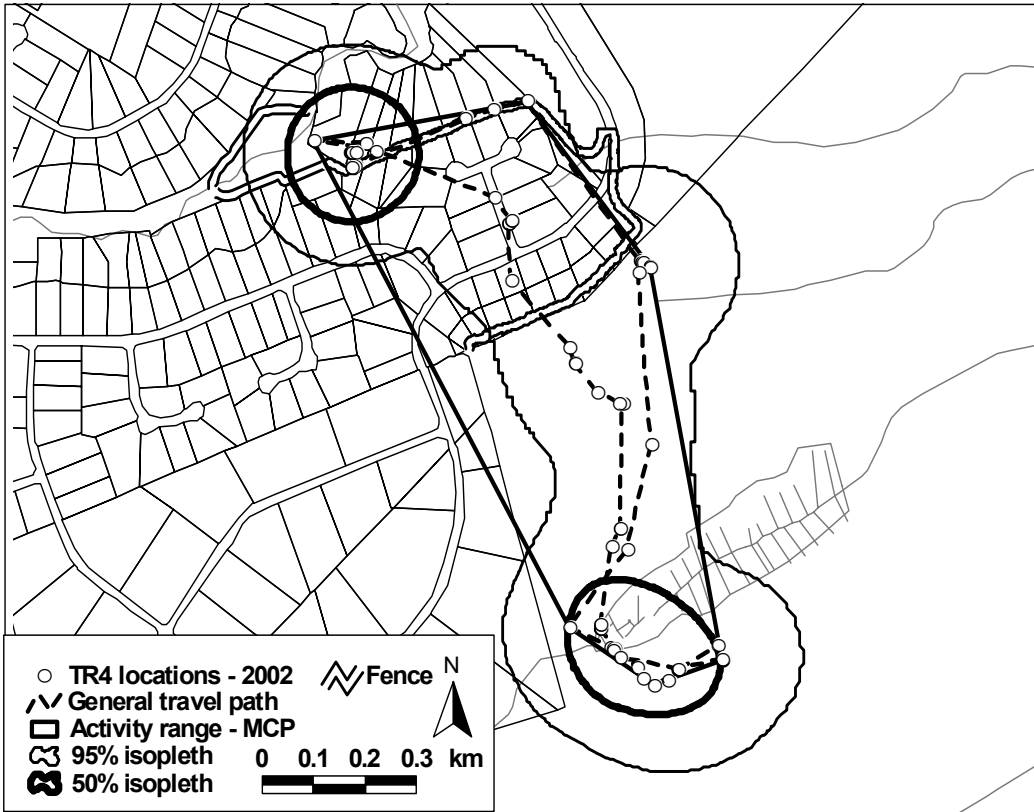 TR4 locations - 2002
Fence
N
General travel path
Activity range - MCP
95% isopleth
50% isopleth
0 0.1 0.2 0.3 km